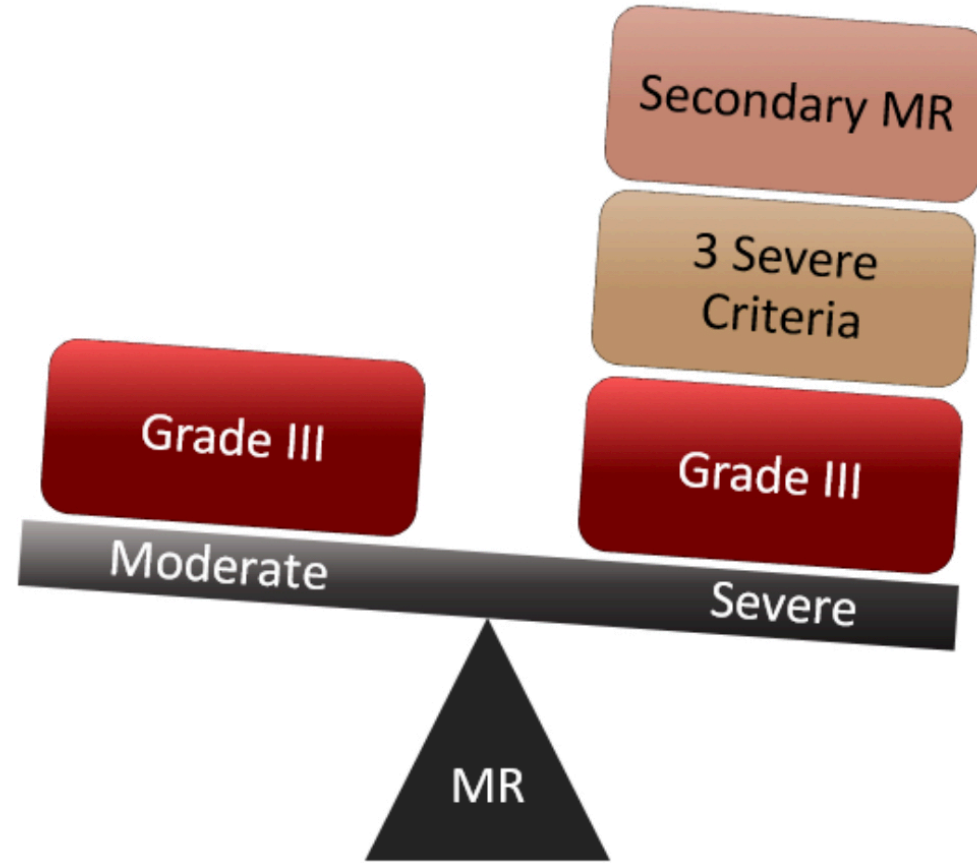 Secondary MR
3 Severe
Criteria
Grade III
Grade III
Moderate
Severe
MR